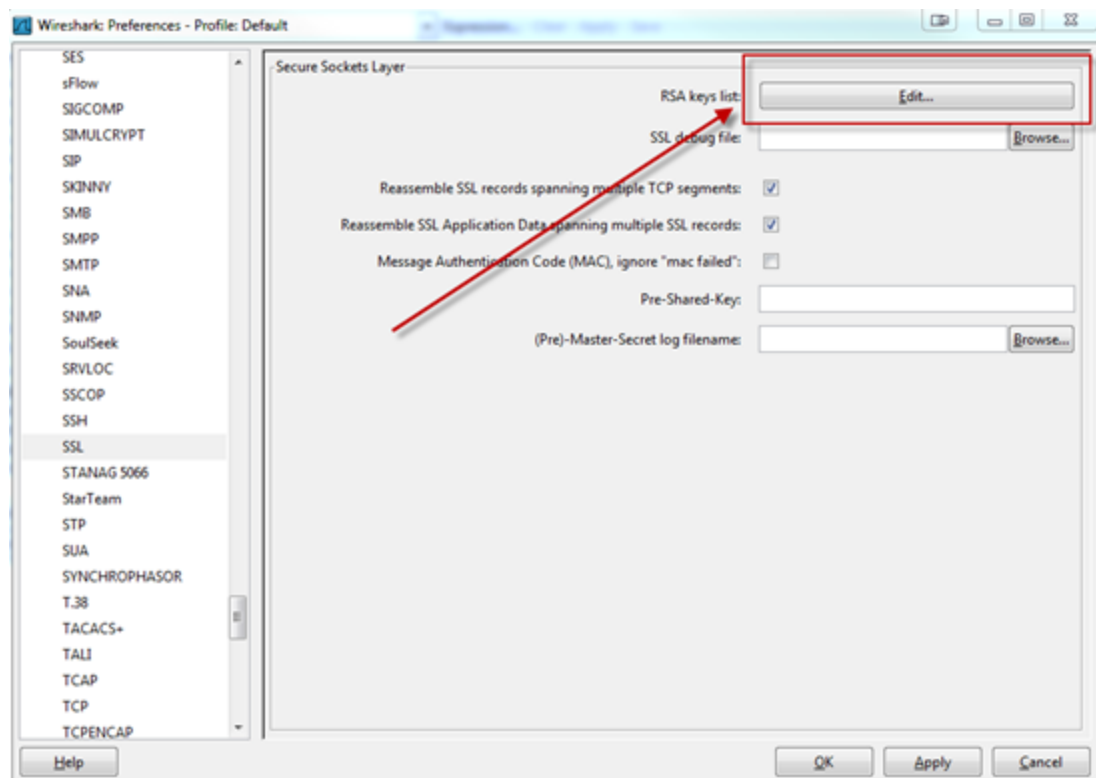 Wireshark: Preferences - Profile: Default
SES
sFlow
SIGCOMP
SIMULCRYPT
SIP
SKINNY
SMB
SMPP
SMTP
SNA
SNMP
SoulSeek
SRVLOC
SSCOP
SSH
SSL
STANAG 5066
StarTeam
STP
SUA
SYNCHROPHASOR
T.38
TACACS+
TALI
TCAP
TCP
TCPENCAP
Secure Sockets Layer
RSA keys list: Edit...
SSL debug file: Browse...
Reassemble SSL records spanning multiple TCP segments:
Reassemble SSL Application Data spanning multiple SSL records:
Message Authentication Code (MAC), ignore "mac failed":
Pre-Shared-Key:
(Pre)-Master-Secret log filename: Browse...
Help OK Apply Cancel